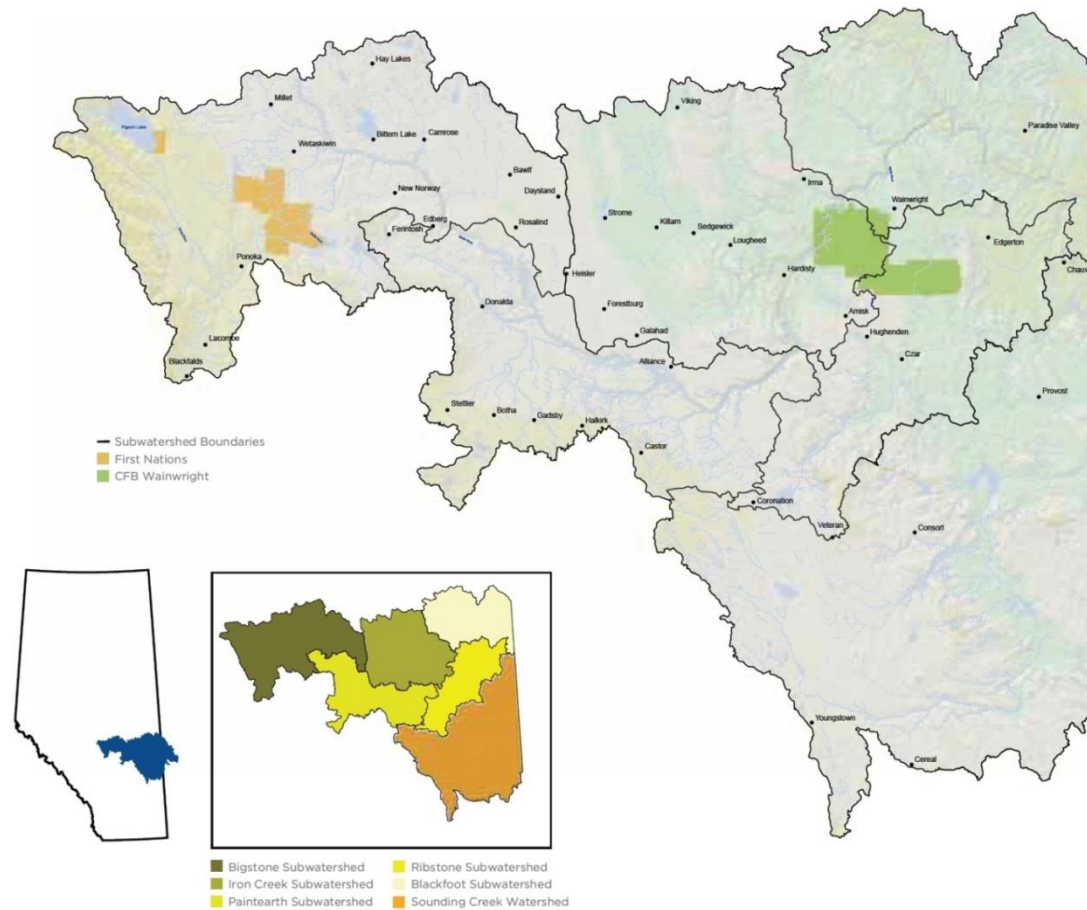 Hay Lakes
Millet
Viking
Pigeon Lake
Bittern Lake
Camrose
Paradise Valley
Wetaskiwin
Bawlf
Irma
New Norway
Daysland
Wainwright
Strome
Killam
Edberg
Rosalind
Sedgewick
Ferintosh
Lougheed
Edgerton
Ponoka
Heisler
Hardisty
Chauv
Donalda
Forestburg
Amisk
Galahad
Hughenden
Lacombe
Czar
Blackfalds
Alliance
Provost
Stettler
Botha
Gadsby
Halkirk
Castor
Subwatershed Boundaries
First Nations
CFB Wainwright
Coronation
Veteran
Consort
Youngstown
Cereal
Bigstone Subwatershed
Ribstone Subwatershed
Iron Creek Subwatershed
Blackfoot Subwatershed
Paintearth Subwatershed
Sounding Creek Watershed